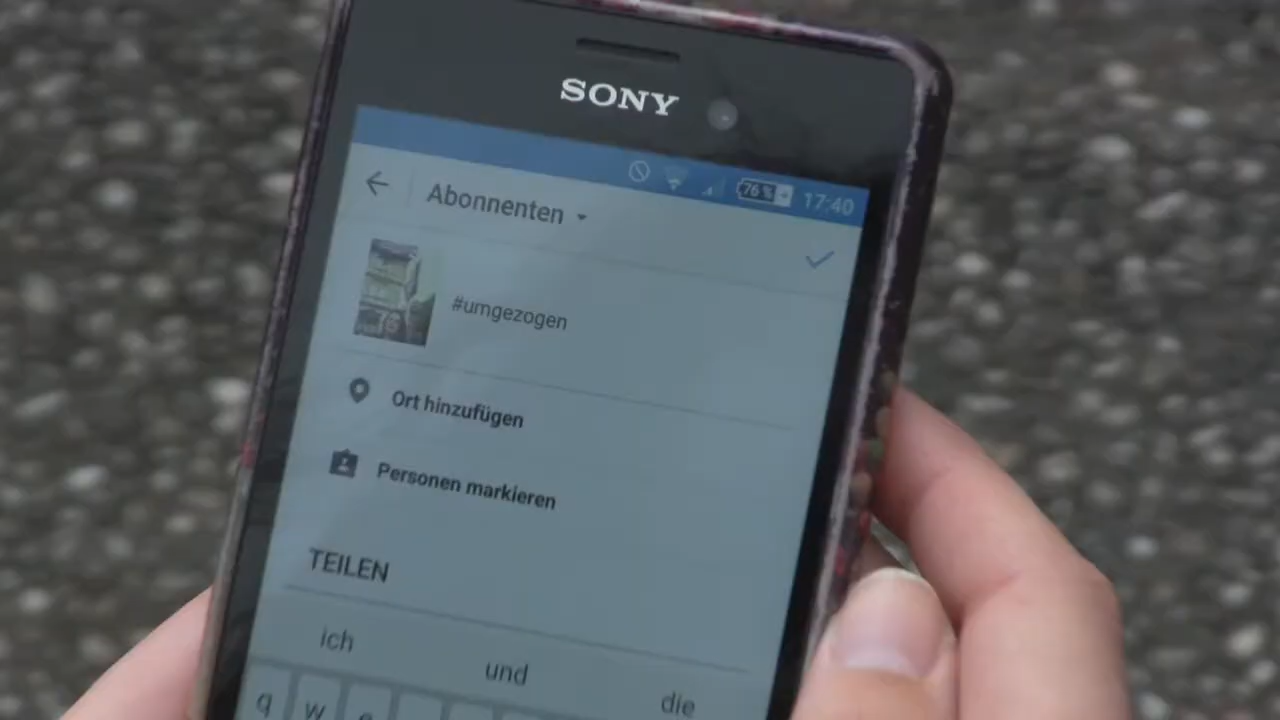 SONY
76% 17:40
Abonnenten
#umgezogen
Ort hinzufügen
Personen markieren
TEILEN
ich und die
q w e